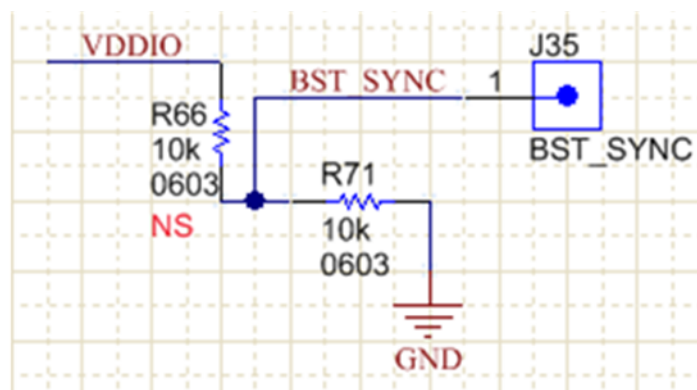 VDDIO
J35
BST_SYNC
1
R66
10k
0603
NS
BST_SYNC
R71
10k
0603
GND